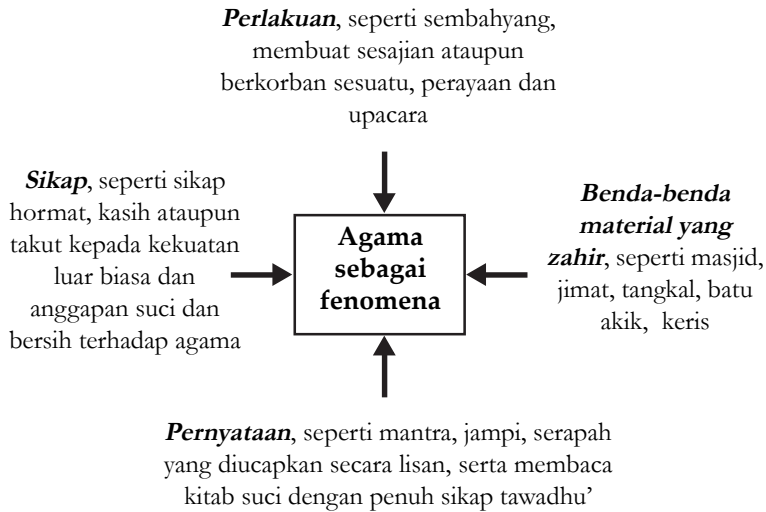 Perlakuan, seperti sembahyang,
membuat sesajian ataupun
berkorban sesuatu, perayaan dan
upacara
Sikap, seperti sikap
hormat, kasih ataupun
takut kepada kekuatan
luar biasa dan
anggapan suci dan
bersih terhadap agama
Agama
sebagai
fenomena
Benda-benda
material yang
zahir, seperti masjid,
jimat, tangkal, batu
akik, keris
Pernyataan, seperti mantra, jampi, serapah
yang diucapkan secara lisan, serta membaca
kitab suci dengan penuh sikap tawadhu’